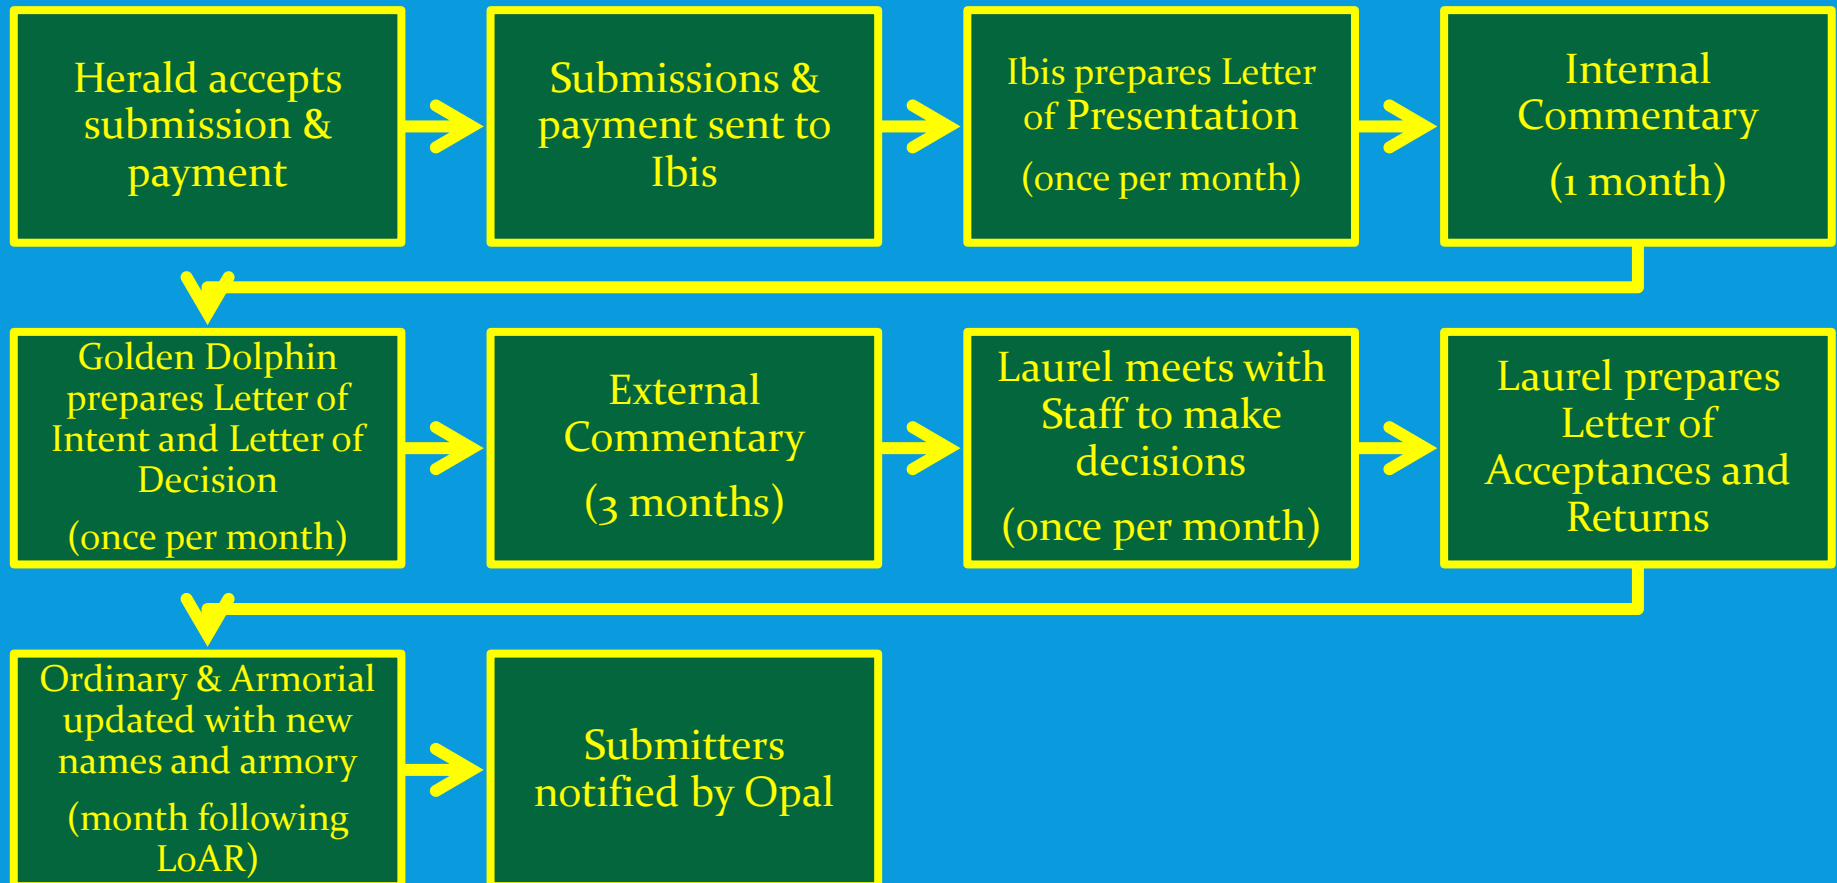 Herald accepts
submission &
payment
Submissions &
payment sent to
Ibis
Ibis prepares Letter
of Presentation
(once per month)
Internal
Commentary
(1 month)
Golden Dolphin
prepares Letter of
Intent and Letter of
Decision
(once per month)
External
Commentary
(3 months)
Laurel meets with
Staff to make
decisions
(once per month)
Laurel prepares
Letter of
Acceptances and
Returns
Ordinary & Armorial
updated with new
names and armory
(month following
LoAR)
Submitters
notified by Opal